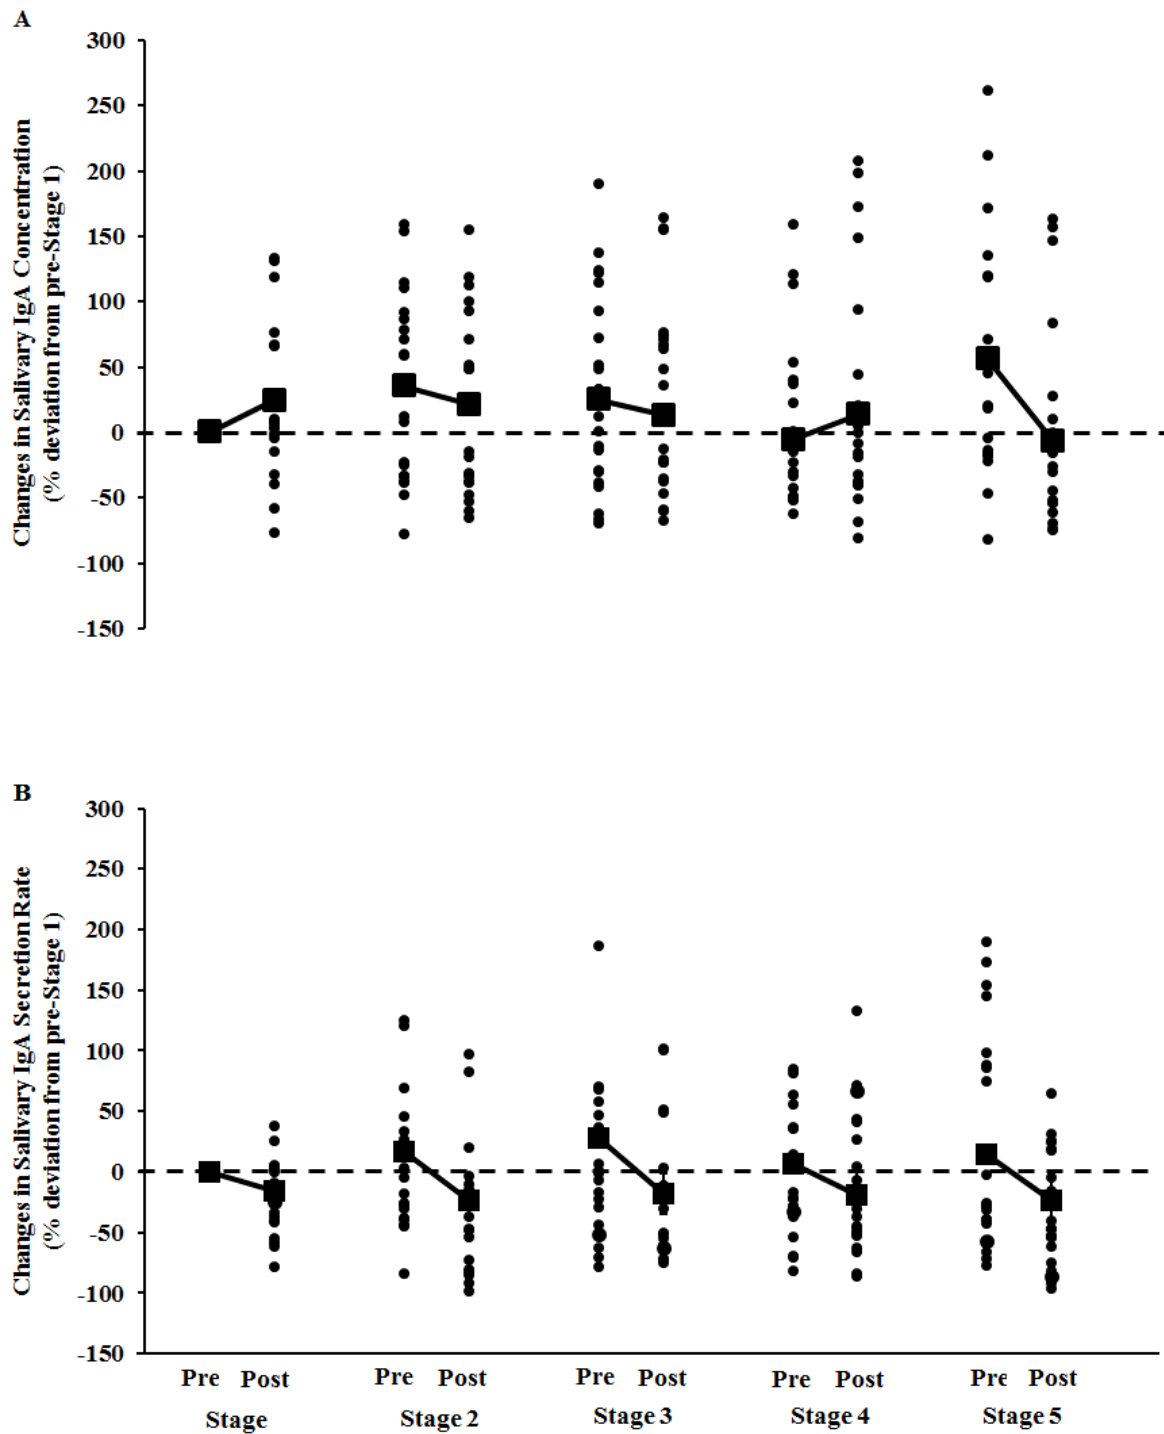 A
300
250
200
150
100
50
0
-50
-100
-150
Changes in Salivary IgA Concentration
(% deviation from pre-Stage 1)
B
300
250
200
150
100
50
0
-50
-100
-150
Changes in Salivary IgA Secretion Rate
(% deviation from pre-Stage 1)
Pre Post Pre Post Pre Post Pre Post Pre Post
Stage Stage 2 Stage 3 Stage 4 Stage 5